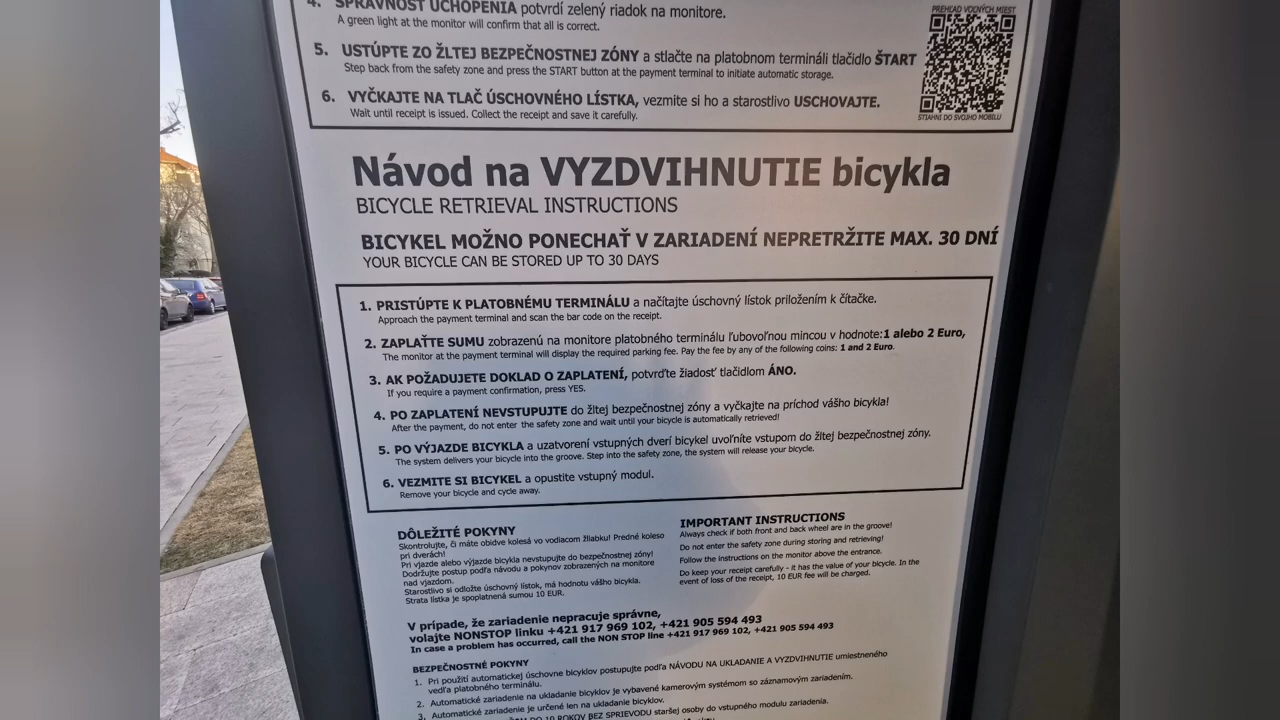 4. SPRÁVNOSŤ UCHOPENIA potvrdí zelený riadok na monitore.
A green light at the monitor will confirm that all is correct.
5. USTÚPTE ZO ŽLTEJ BEZPEČNOSTNEJ ZÓNY a stlačte na platobnom termináli tlačidlo ŠTART
Step back from the safety zone and press the START button at the payment terminal to initiate automatic storage.
6. VYČKAJTE NA TLAČ ÚSCHOVNÉHO LÍSTKA, vezmite si ho a starostlivo USCHOVAJTE.
Wait until receipt is issued. Collect the receipt and save it carefully.
PREHĽAD VOĽNÝCH MIEST
STIAHNI DO SVOJHO MOBILU
Návod na VYZDVIHNUTIE bicykla
BICYCLE RETRIEVAL INSTRUCTIONS
BICYKEL MOŽNO PONECHAŤ V ZARIADENÍ NEPRETRŽITE MAX. 30 DNÍ
YOUR BICYCLE CAN BE STORED UP TO 30 DAYS
1. PRISTÚPTE K PLATOBNÉMU TERMINÁLU a načítajte úschovný lístok priložením k čítačke.
Approach the payment terminal and scan the bar code on the receipt.
2. ZAPLAŤTE SUMU zobrazenú na monitore platobného terminálu ľubovoľnou mincou v hodnote:1 alebo 2 Euro,
The monitor at the payment terminal will display the required parking fee. Pay the fee by any of the following coins: 1 and 2 Euro.
3. AK POŽADUJETE DOKLAD O ZAPLATENÍ, potvrďte žiadosť tlačidlom ÁNO.
If you require a payment confirmation, press YES.
4. PO ZAPLATENÍ NEVSTUPUJTE do žltej bezpečnostnej zóny a vyčkajte na príchod vášho bicykla!
After the payment, do not enter the safety zone and wait until your bicycle is automatically retrieved!
5. PO VÝJAZDE BICYKLA a uzatvorení vstupných dverí bicykel uvoľníte vstupom do žltej bezpečnostnej zóny.
The system delivers your bicycle into the groove. Step into the safety zone, the system will release your bicycle.
6. VEZMITE SI BICYKEL a opustite vstupný modul.
Remove your bicycle and cycle away.
DÔLEŽITÉ POKYNY
Skontrolujte, či máte obidve kolesá vo vodiacom žliabku! Predné koleso
pri dverách!
Pri vjazde alebo výjazde bicykla nevstupujte do bezpečnostnej zóny!
Dodržujte postup podľa návodu a pokynov zobrazených na monitore
nad vjazdom.
Starostlivo si odložte úschovný lístok, má hodnotu vášho bicykla.
Strata lístka je spoplatnená sumou 10 EUR.
IMPORTANT INSTRUCTIONS
Always check if both front and back wheel are in the groove!
Do not enter the safety zone during storing and retrieving!
Follow the instructions on the monitor above the entrance.
Do keep your receipt carefully - it has the value of your bicycle. In the
event of loss of the receipt, 10 EUR fee will be charged.
V prípade, že zariadenie nepracuje správne,
volajte NONSTOP linku +421 917 969 102, +421 905 594 493
In case a problem has occurred, call the NON STOP line +421 917 969 102, +421 905 594 493
BEZPEČNOSTNÉ POKYNY
1. Pri použití automatickej úschovne bicyklov postupujte podľa NÁVODU NA UKLADANIE A VYZDVIHNUTIE umiestneného
vedľa platobného terminálu.
2. Automatické zariadenie na ukladanie bicyklov je vybavené kamerovým systémom so záznamovým zariadením.
3. Automatické zariadenie je určené len na ukladanie bicyklov.
DO 10 ROKOV BEZ SPRIEVODU staršej osoby do vstupného modulu zariadenia.